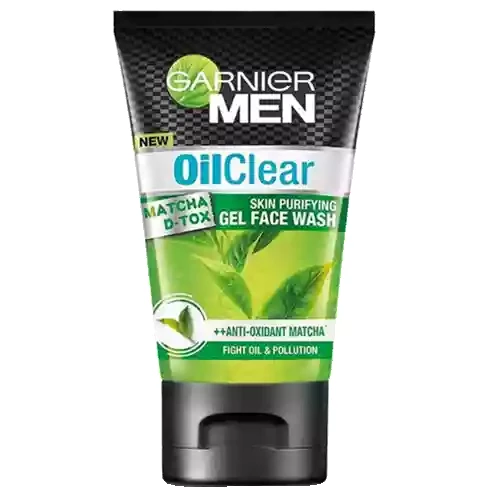 GARNIER
MEN
NEW
OilClear
MATCHA
D-TOX
SKIN PURIFYING
GEL FACE WASH
++ANTI-OXIDANT MATCHA*
FIGHT OIL & POLLUTION